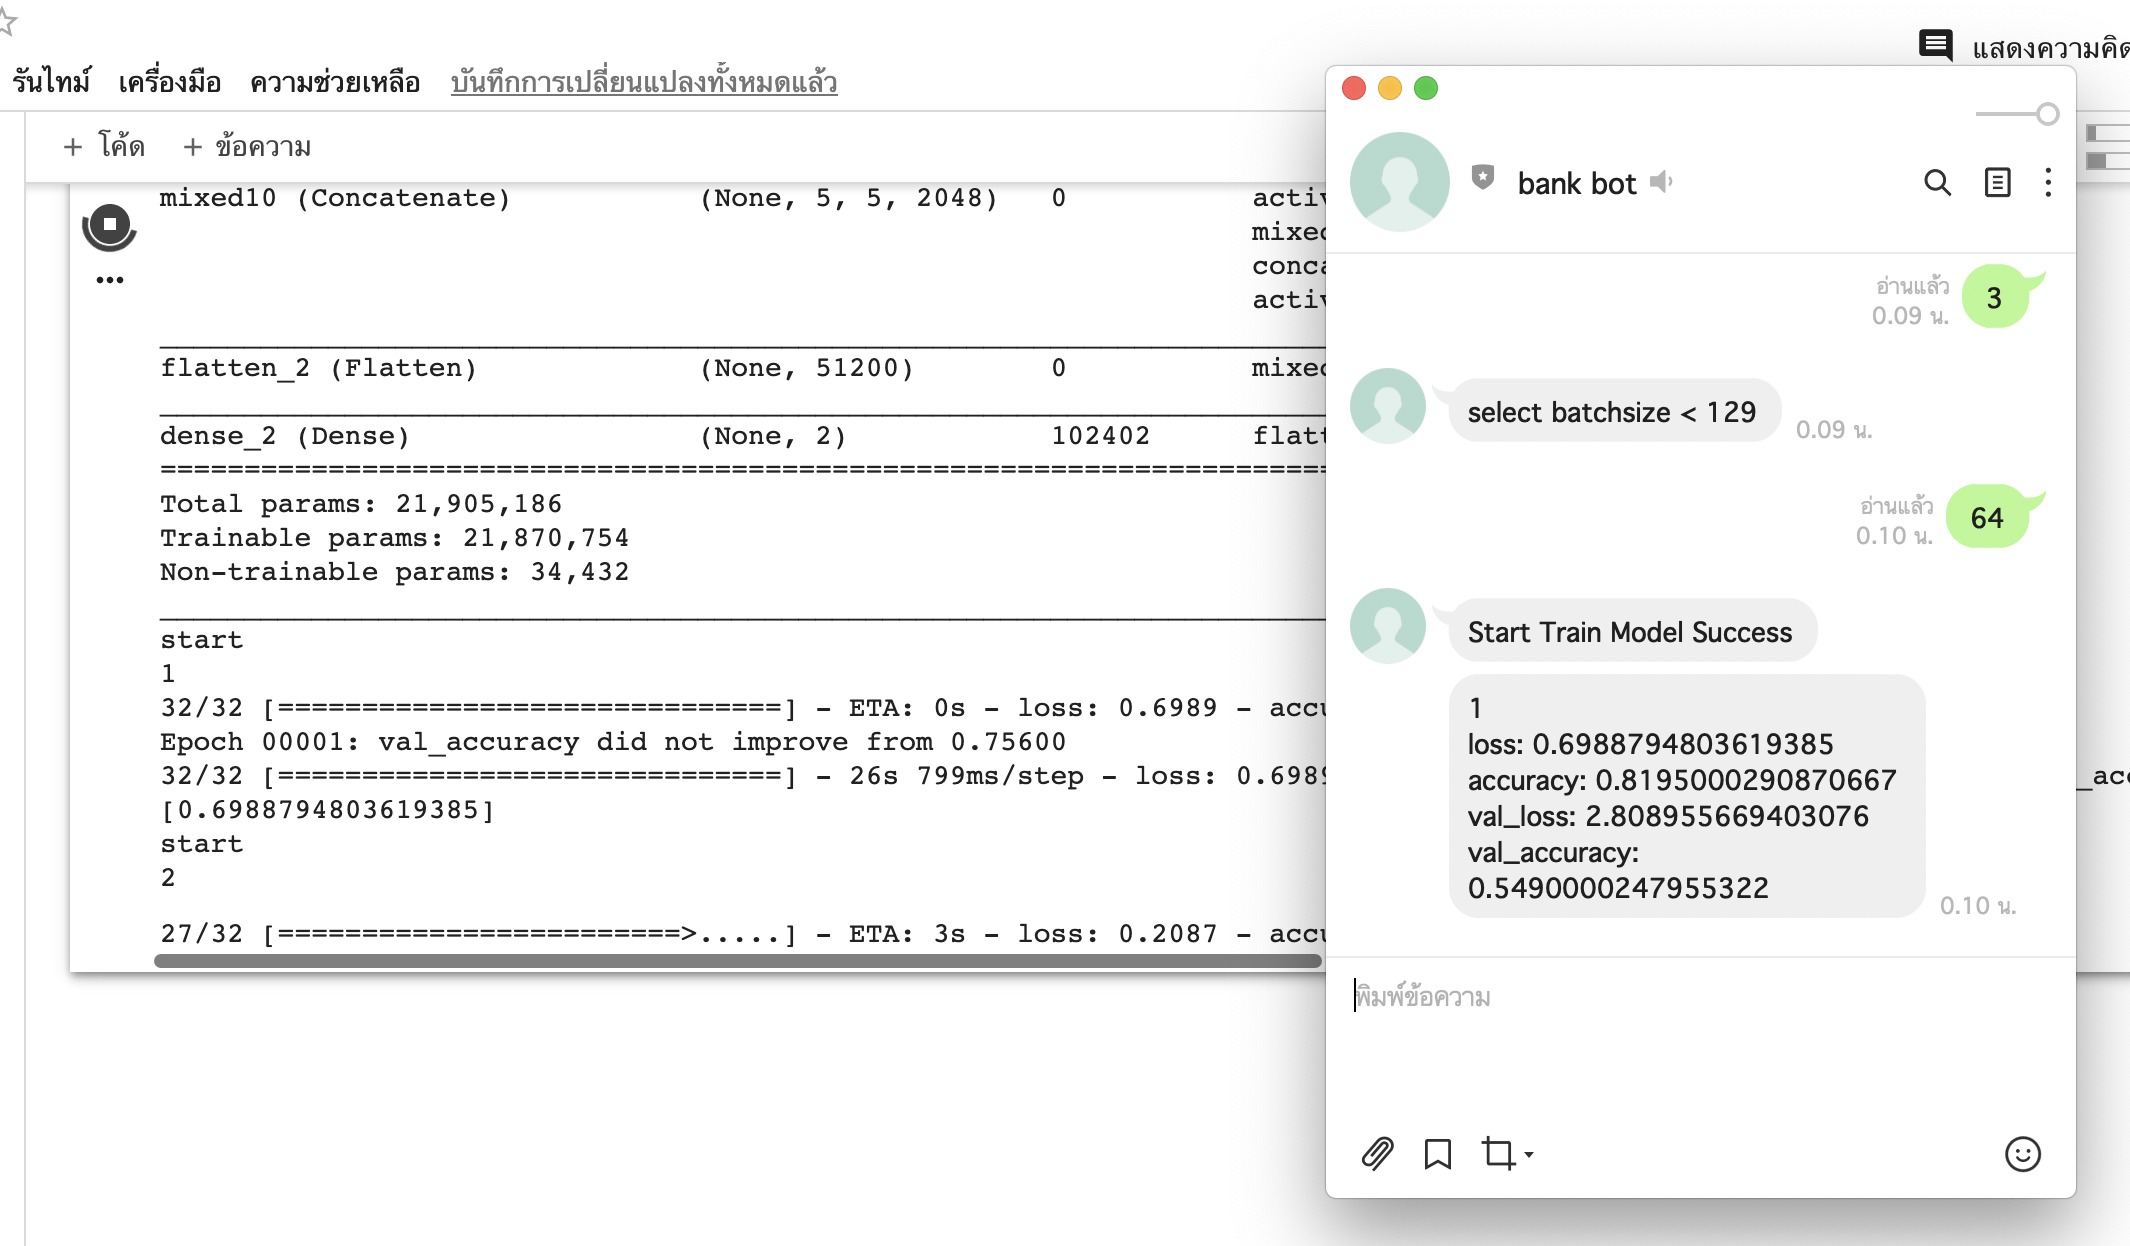 แสดงความคิด
รันไทม์ เครื่องมือ ความช่วยเหลือ บันทึกการเปลี่ยนแปลงทั้งหมดแล้ว
+ โค้ด + ข้อความ
mixed10 (Concatenate) (None, 5, 5, 2048) 0 activ
mixed
conca
activ
flatten_2 (Flatten) (None, 51200) 0 mixed
dense_2 (Dense) (None, 2) 102402 flatt
Total params: 21,905,186
Trainable params: 21,870,754
Non-trainable params: 34,432
start
1
32/32 [==============================] - ETA: 0s - loss: 0.6989 - accu
Epoch 00001: val_accuracy did not improve from 0.75600
32/32 [==============================] - 26s 799ms/step - loss: 0.6989
_acc
[0.6988794803619385]
start
2
27/32 [========================>.....] - ETA: 3s - loss: 0.2087 - accu
bank bot
3
อ่านแล้ว
0.09 น.
select batchsize < 129
0.09 น.
64
อ่านแล้ว
0.10 น.
Start Train Model Success
1
loss: 0.6988794803619385
accuracy: 0.8195000290870667
val_loss: 2.808955669403076
val_accuracy:
0.5490000247955322
0.10 น.
พิมพ์ข้อความ